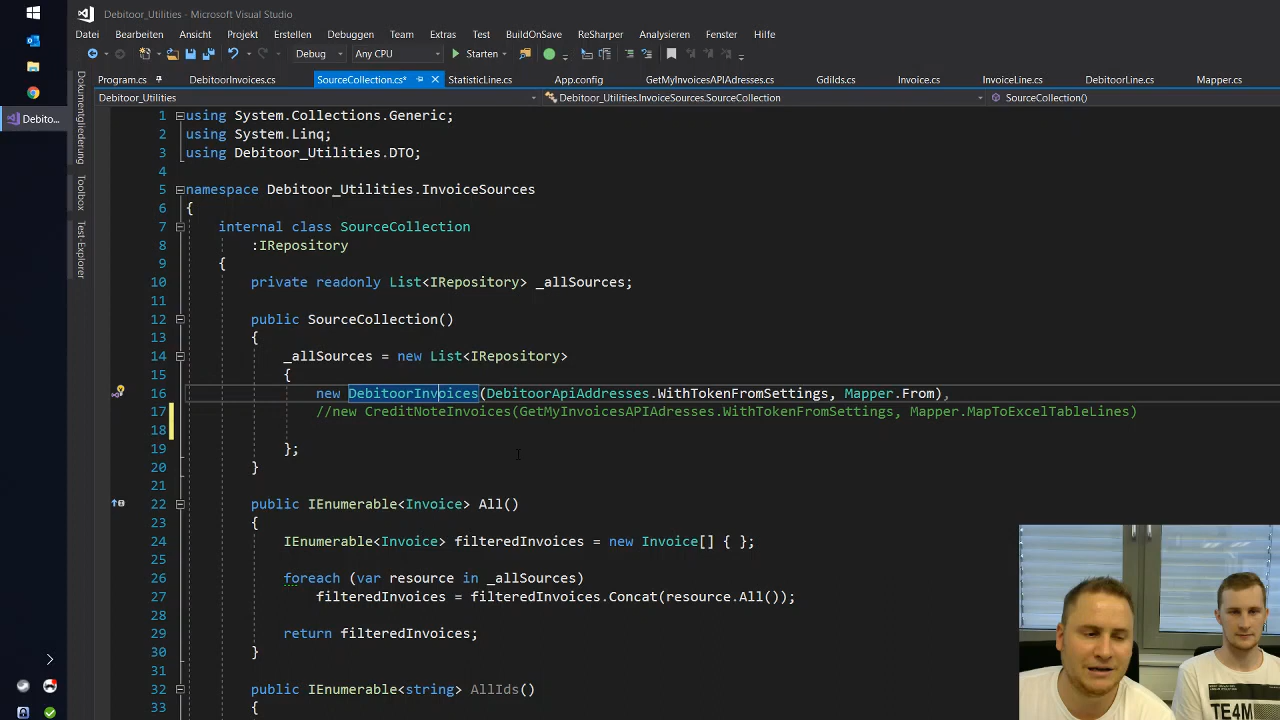 Debitoor_Utilities - Microsoft Visual Studio
Datei Bearbeiten Ansicht Projekt Erstellen Debuggen Team Extras Test BuildOnSave ReSharper Analysieren Fenster Hilfe
Debug Any CPU Starten
Program.cs DebitoorInvoices.cs SourceCollection.cs* StatisticLine.cs App.config GetMyInvoicesAPIAdresses.cs GdiIds.cs Invoice.cs InvoiceLine.cs DebitorLine.cs Mapper.cs
Debitoor_Utilities Debitoor_Utilities.InvoiceSources.SourceCollection SourceCollection()
Debito...
Dokumentgliederung
Toolbox
Test-Explorer
1 using System.Collections.Generic;
2 using System.Linq;
3 using Debitoor_Utilities.DTO;
4
5 namespace Debitoor_Utilities.InvoiceSources
6 {
7 internal class SourceCollection
8 :IRepository
9 {
10 private readonly List<IRepository> _allSources;
11
12 public SourceCollection()
13 {
14 _allSources = new List<IRepository>
15 {
16 new DebitoorInvoices(DebitoorApiAddresses.WithTokenFromSettings, Mapper.From),
17 //new CreditNoteInvoices(GetMyInvoicesAPIAdresses.WithTokenFromSettings, Mapper.MapToExcelTableLines)
18
19 };
20 }
21
22 public IEnumerable<Invoice> All()
23 {
24 IEnumerable<Invoice> filteredInvoices = new Invoice[] { };
25
26 foreach (var resource in _allSources)
27 filteredInvoices = filteredInvoices.Concat(resource.All());
28
29 return filteredInvoices;
30 }
31
32 public IEnumerable<string> AllIds()
33 {
TE4M